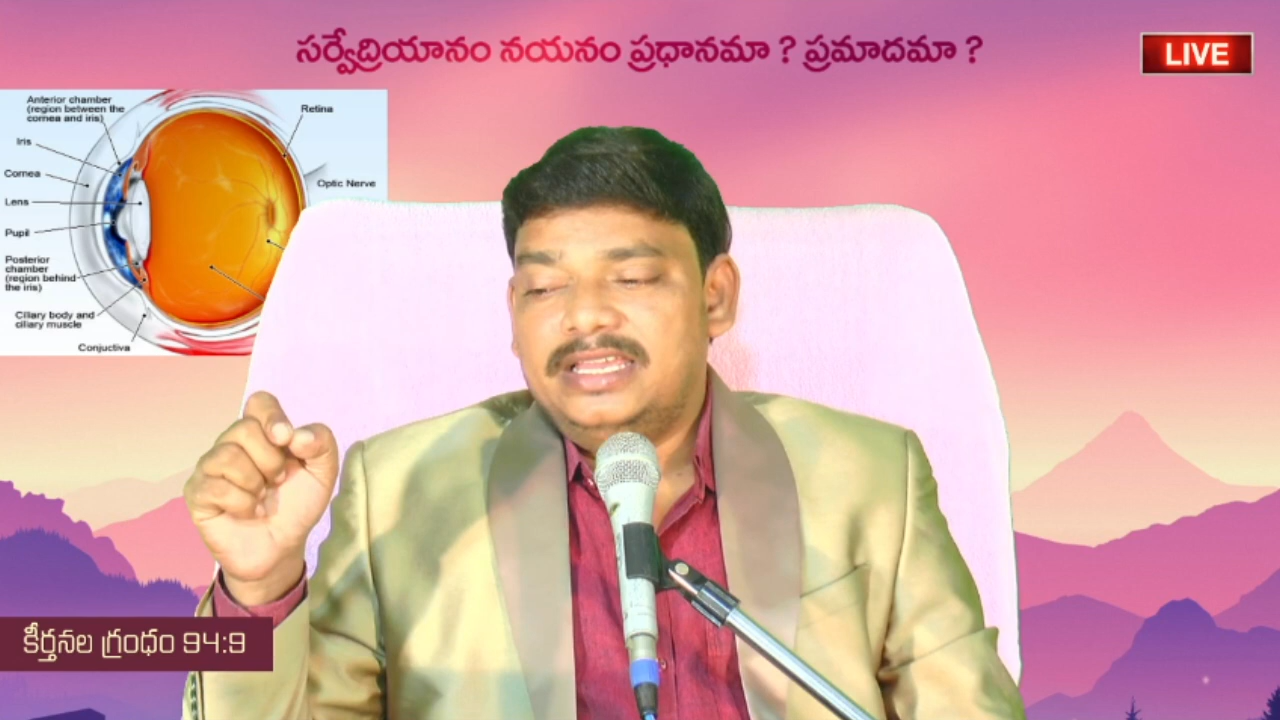 సర్వేద్రియానం నయనం ప్రధానమా ? ప్రమాదమా ?
LIVE
Anterior chamber
(region between the
cornea and iris)
Retina
Iris
Cornea
Optic Nerve
Lens
Pupil
Posterior
chamber
(region behind
the iris)
Ciliary body and
ciliary muscle
Conjuctiva
కీర్తనల గ్రంథం 94:9